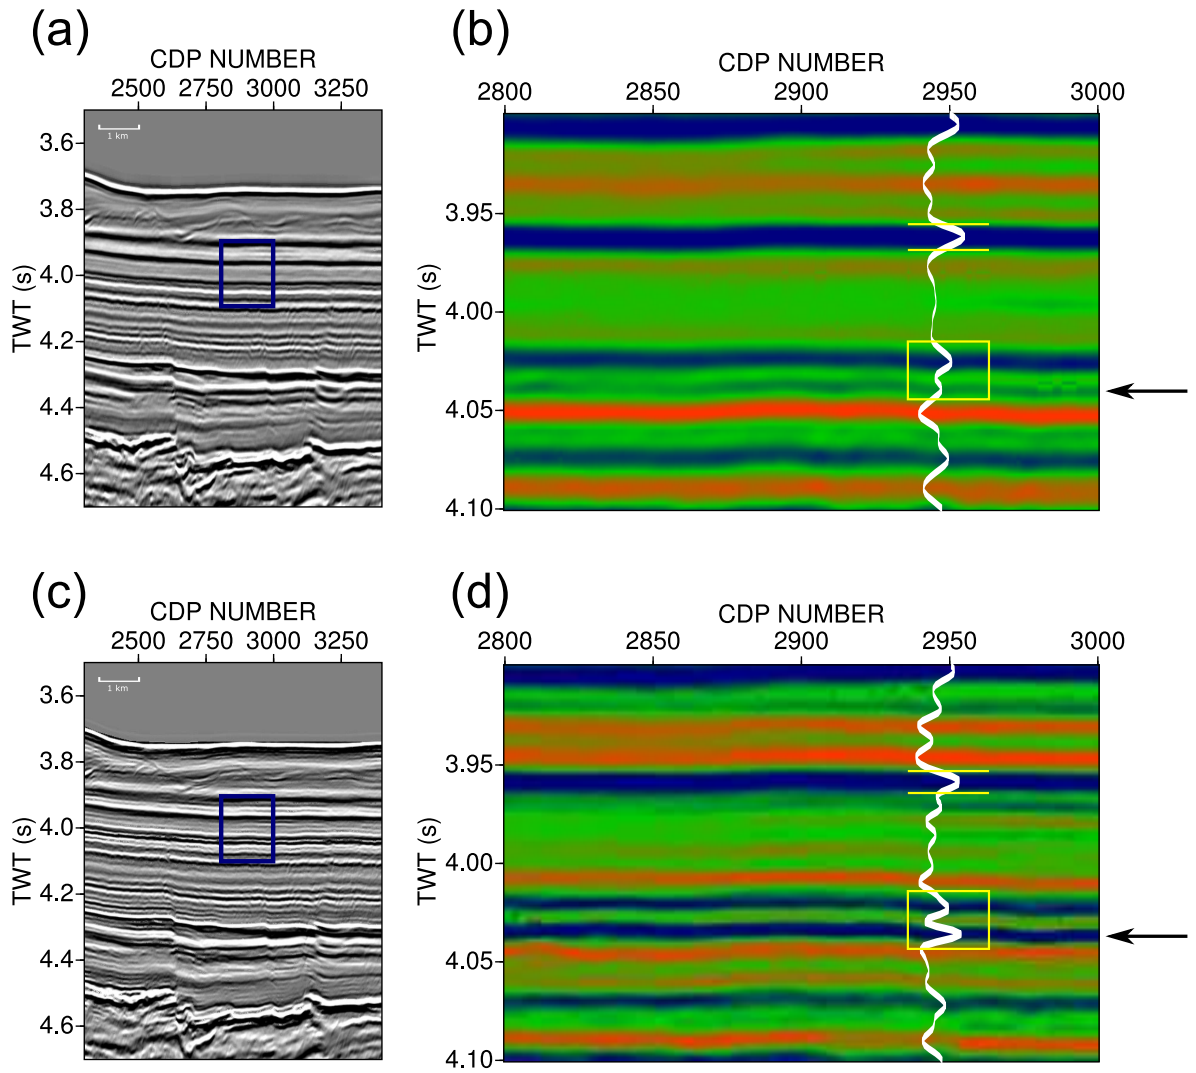 (a)
CDP NUMBER
2500 2750 3000 3250
TWT (s)
3.6
3.8
4.0
4.2
4.4
4.6
1 km
(b)
CDP NUMBER
2800 2850 2900 2950 3000
TWT (s)
3.95
4.00
4.05
4.10
(c)
CDP NUMBER
2500 2750 3000 3250
TWT (s)
3.6
3.8
4.0
4.2
4.4
4.6
1 km
(d)
CDP NUMBER
2800 2850 2900 2950 3000
TWT (s)
3.95
4.00
4.05
4.10